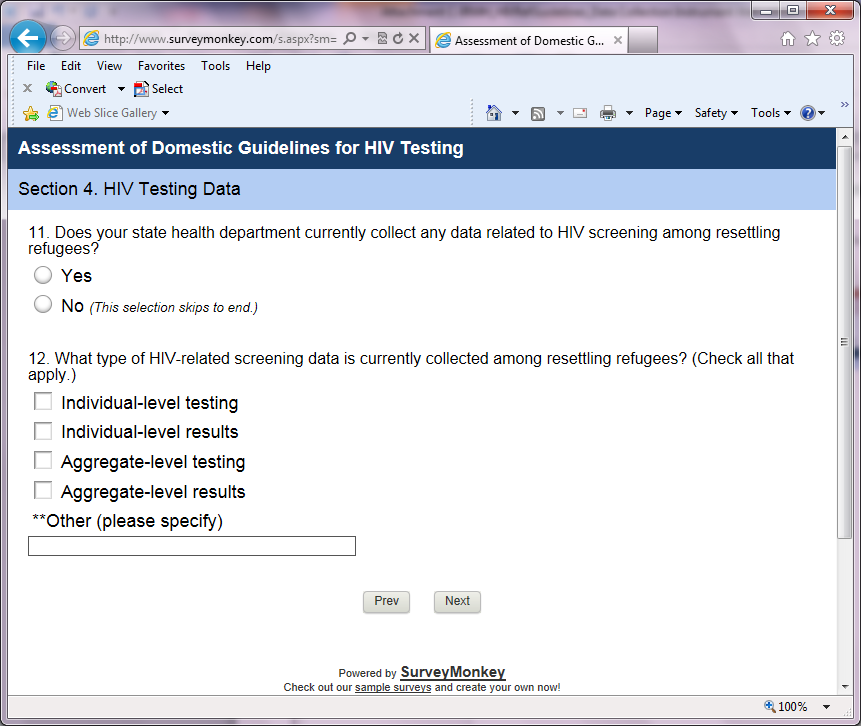 http://www.surveymonkey.com/s.aspx?sm=
Assessment of Domestic G...
File Edit View Favorites Tools Help
Convert Select
Web Slice Gallery
Page Safety Tools
Assessment of Domestic Guidelines for HIV Testing
Section 4. HIV Testing Data
11. Does your state health department currently collect any data related to HIV screening among resettling
refugees?
Yes
No (This selection skips to end.)
12. What type of HIV-related screening data is currently collected among resettling refugees? (Check all that
apply.)
Individual-level testing
Individual-level results
Aggregate-level testing
Aggregate-level results
**Other (please specify)
Prev Next
Powered by SurveyMonkey
Check out our sample surveys and create your own now!
100%